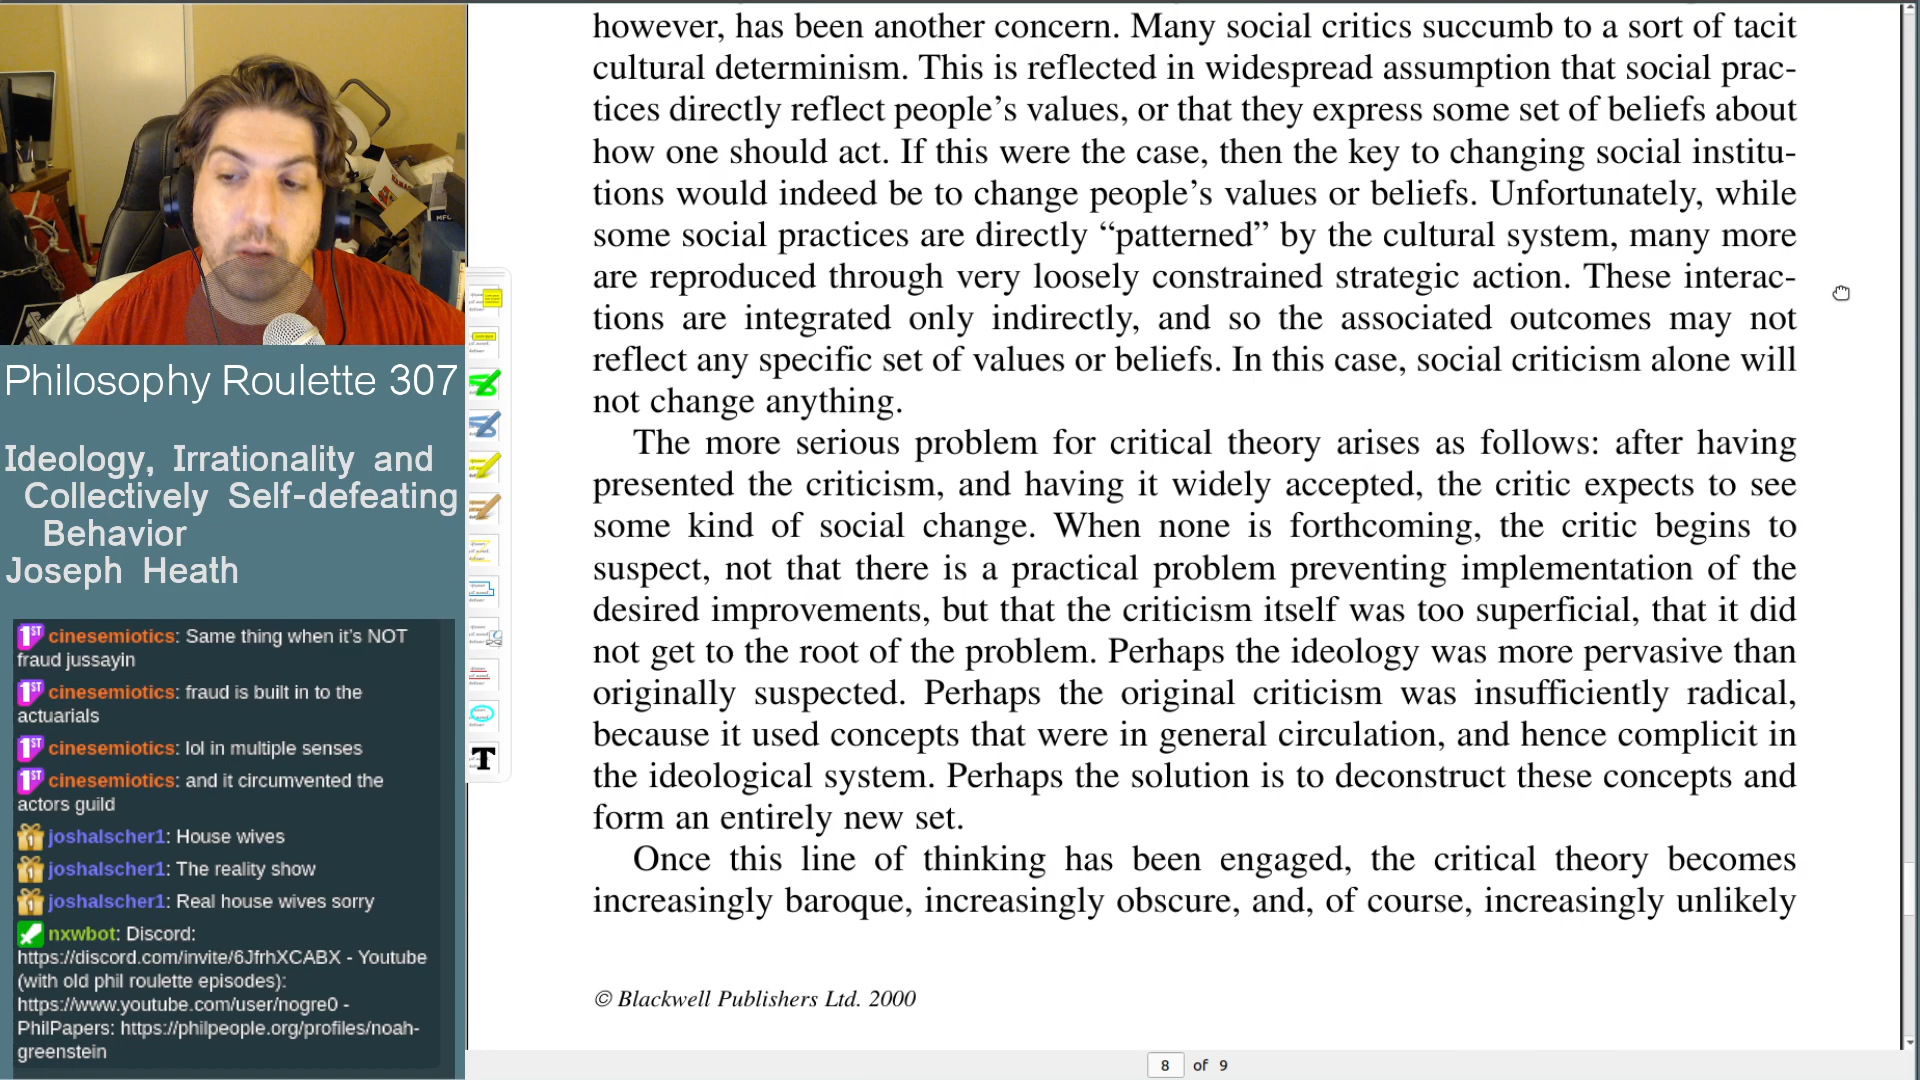 Philosophy Roulette 307
Ideology, Irrationality and
Collectively Self-defeating
Behavior
Joseph Heath
cinesemiotics: Same thing when it's NOT
fraud jussayin
cinesemiotics: fraud is built in to the
actuarials
cinesemiotics: lol in multiple senses
cinesemiotics: and it circumvented the
actors guild
joshalscher1: House wives
joshalscher1: The reality show
joshalscher1: Real house wives sorry
nxwbot: Discord:
https://discord.com/invite/6JfrhXCABX - Youtube
(with old phil roulette episodes):
https://www.youtube.com/user/nogre0 -
PhilPapers: https://philpeople.org/profiles/noah-
greenstein
however, has been another concern. Many social critics succumb to a sort of tacit
cultural determinism. This is reflected in widespread assumption that social prac-
tices directly reflect people's values, or that they express some set of beliefs about
how one should act. If this were the case, then the key to changing social institu-
tions would indeed be to change people's values or beliefs. Unfortunately, while
some social practices are directly “patterned” by the cultural system, many more
are reproduced through very loosely constrained strategic action. These interac-
tions are integrated only indirectly, and so the associated outcomes may not
reflect any specific set of values or beliefs. In this case, social criticism alone will
not change anything.
The more serious problem for critical theory arises as follows: after having
presented the criticism, and having it widely accepted, the critic expects to see
some kind of social change. When none is forthcoming, the critic begins to
suspect, not that there is a practical problem preventing implementation of the
desired improvements, but that the criticism itself was too superficial, that it did
not get to the root of the problem. Perhaps the ideology was more pervasive than
originally suspected. Perhaps the original criticism was insufficiently radical,
because it used concepts that were in general circulation, and hence complicit in
the ideological system. Perhaps the solution is to deconstruct these concepts and
form an entirely new set.
Once this line of thinking has been engaged, the critical theory becomes
increasingly baroque, increasingly obscure, and, of course, increasingly unlikely
© Blackwell Publishers Ltd. 2000
8 of 9